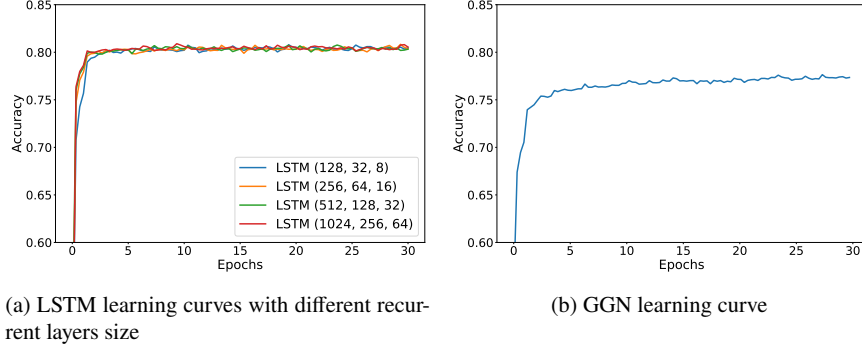 0.85
0.80
0.75
0.70
0.65
0.60
Accuracy
0 5 10 15 20 25 30
Epochs
LSTM (128, 32, 8)
LSTM (256, 64, 16)
LSTM (512, 128, 32)
LSTM (1024, 256, 64)
(a) LSTM learning curves with different recur-
rent layers size
0.85
0.80
0.75
0.70
0.65
0.60
Accuracy
0 5 10 15 20 25 30
Epochs
(b) GGN learning curve